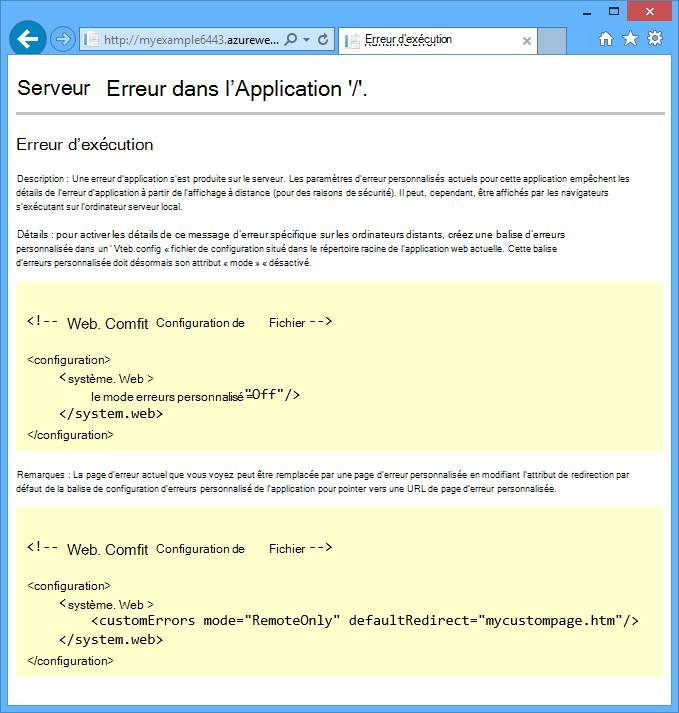 http://myexample6443.azurewe...
Erreur d'exécution
Serveur Erreur dans l’Application '/'.
Erreur d’exécution
Description : Une erreur d'application s'est produite sur le serveur. Les paramètres d'erreur personnalisés actuels pour cette application empêchent les
détails de l'erreur d'application à partir de l'affichage à distance (pour des raisons de sécurité). Il peut, cependant, être affichés par les navigateurs
s'exécutant sur l'ordinateur serveur local.
Détails : pour activer les détails de ce message d’erreur spécifique sur les ordinateurs distants, créez une balise d’erreurs
personnalisée dans un ' Vteb.config « fichier de configuration situé dans le répertoire racine de l'application web actuelle. Cette balise
d'erreurs personnalisée doit désormais son attribut « mode » « désactivé.
<!-- Web. Comfit Configuration de Fichier -->
<configuration>
<système. Web >
le mode erreurs personnalisé ="Off"/>
</system.web>
</configuration>
Remarques : La page d'erreur actuel que vous voyez peut être remplacée par une page d'erreur personnalisée en modifiant l'attribut de redirection par
défaut de la balise de configuration d'erreurs personnalisé de l'application pour pointer vers une URL de page d'erreur personnalisée.
<!-- Web. Comfit Configuration de Fichier -->
<configuration>
<système. Web >
<customErrors mode="RemoteOnly" defaultRedirect="mycustompage.htm"/>
</system.web>
</configuration>